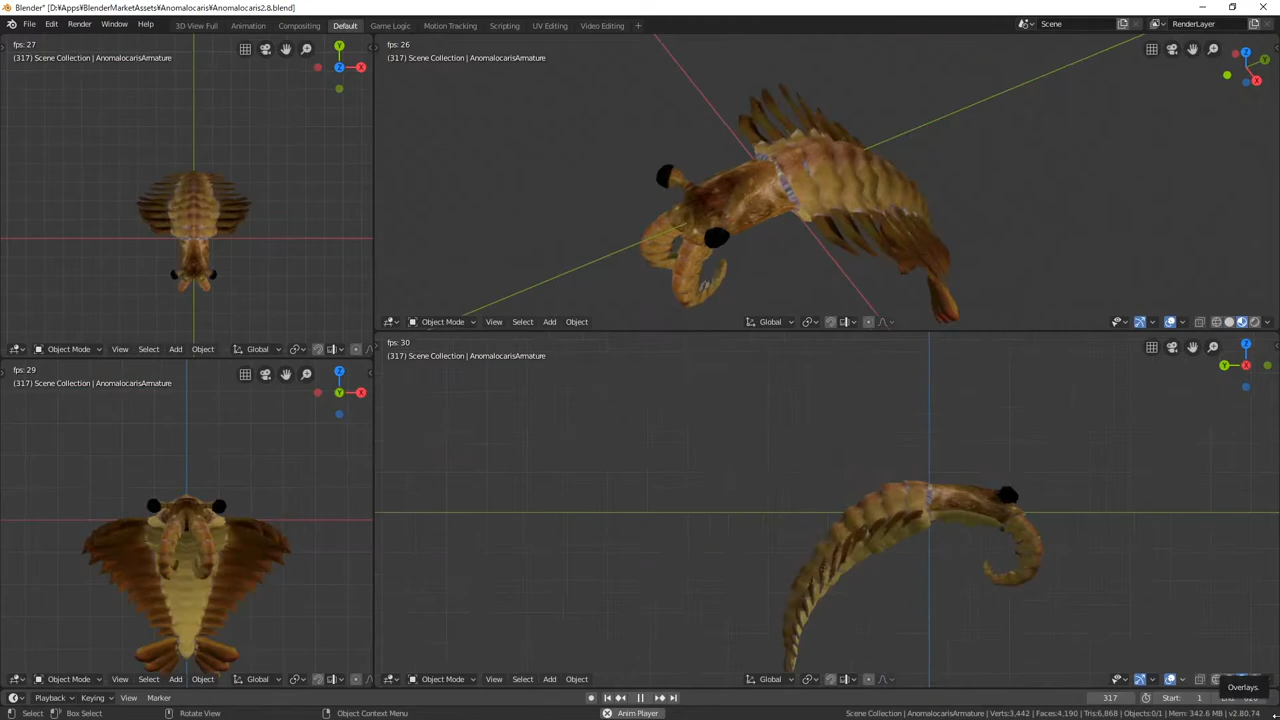 Blender* [D:¥Apps¥BlenderMarketAssets¥Anomalocaris¥Anomalocaris2.8.blend]
File Edit Render Window Help 3D View Full Animation Compositing Default Game Logic Motion Tracking Scripting UV Editing Video Editing Scene RenderLayer
fps: 27
(317) Scene Collection | AnomalocarisArmature
Y
Z
X
Object Mode View Select Add Object Global
fps: 26
(317) Scene Collection | AnomalocarisArmature
Z
Y
X
Object Mode View Select Add Object Global
fps: 29
(317) Scene Collection | AnomalocarisArmature
Z
Y
X
Object Mode View Select Add Object Global
fps: 30
(317) Scene Collection | AnomalocarisArmature
Z
Y
X
Object Mode View Select Add Object Global
Overlays.
Playback Keying View Marker 317 Start: 1
Select Box Select Rotate View Object Context Menu Anim Player Scene Collection | AnomalocarisArmature | Verts:3,442 | Faces:4,190 | Tris:6,868 | Objects:0/1 | Mem: 342.6 MB | v2.80.74